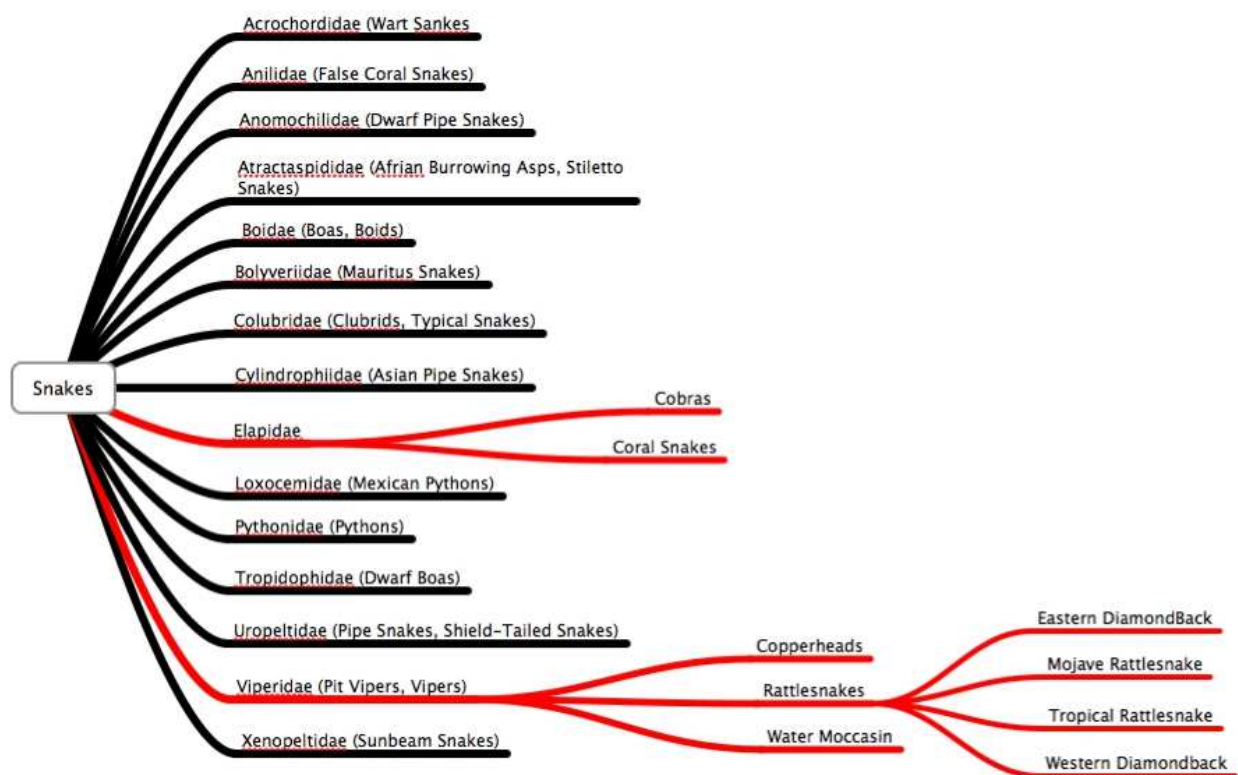 Acrochordidae (Wart Sankes
Anilidae (False Coral Snakes)
Anomochilidae (Dwarf Pipe Snakes)
Atractaspididae (Afrian Burrowing Asps, Stiletto
Snakes)
Boidae (Boas, Boids)
Bolyveriidae (Mauritus Snakes)
Colubridae (Clubrids, Typical Snakes)
Snakes
Cylindrophiidae (Asian Pipe Snakes)
Elapidae
Cobras
Coral Snakes
Loxocemidae (Mexican Pythons)
Pythonidae (Pythons)
Tropidophidae (Dwarf Boas)
Uropeltidae (Pipe Snakes, Shield-Tailed Snakes)
Viperidae (Pit Vipers, Vipers)
Copperheads
Rattlesnakes
Eastern DiamondBack
Mojave Rattlesnake
Tropical Rattlesnake
Western Diamondback
Water Moccasin
Xenopeltidae (Sunbeam Snakes)